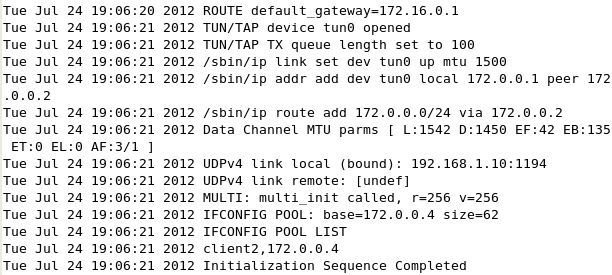 Tue Jul 24 19:06:20 2012 ROUTE default_gateway=172.16.0.1
Tue Jul 24 19:06:21 2012 TUN/TAP device tun0 opened
Tue Jul 24 19:06:21 2012 TUN/TAP TX queue length set to 100
Tue Jul 24 19:06:21 2012 /sbin/ip link set dev tun0 up mtu 1500
Tue Jul 24 19:06:21 2012 /sbin/ip addr add dev tun0 local 172.0.0.1 peer 172
.0.0.2
Tue Jul 24 19:06:21 2012 /sbin/ip route add 172.0.0.0/24 via 172.0.0.2
Tue Jul 24 19:06:21 2012 Data Channel MTU parms [ L:1542 D:1450 EF:42 EB:135
 ET:0 EL:0 AF:3/1 ]
Tue Jul 24 19:06:21 2012 UDPv4 link local (bound): 192.168.1.10:1194
Tue Jul 24 19:06:21 2012 UDPv4 link remote: [undef]
Tue Jul 24 19:06:21 2012 MULTI: multi_init called, r=256 v=256
Tue Jul 24 19:06:21 2012 IFCONFIG POOL: base=172.0.0.4 size=62
Tue Jul 24 19:06:21 2012 IFCONFIG POOL LIST
Tue Jul 24 19:06:21 2012 client2,172.0.0.4
Tue Jul 24 19:06:21 2012 Initialization Sequence Completed